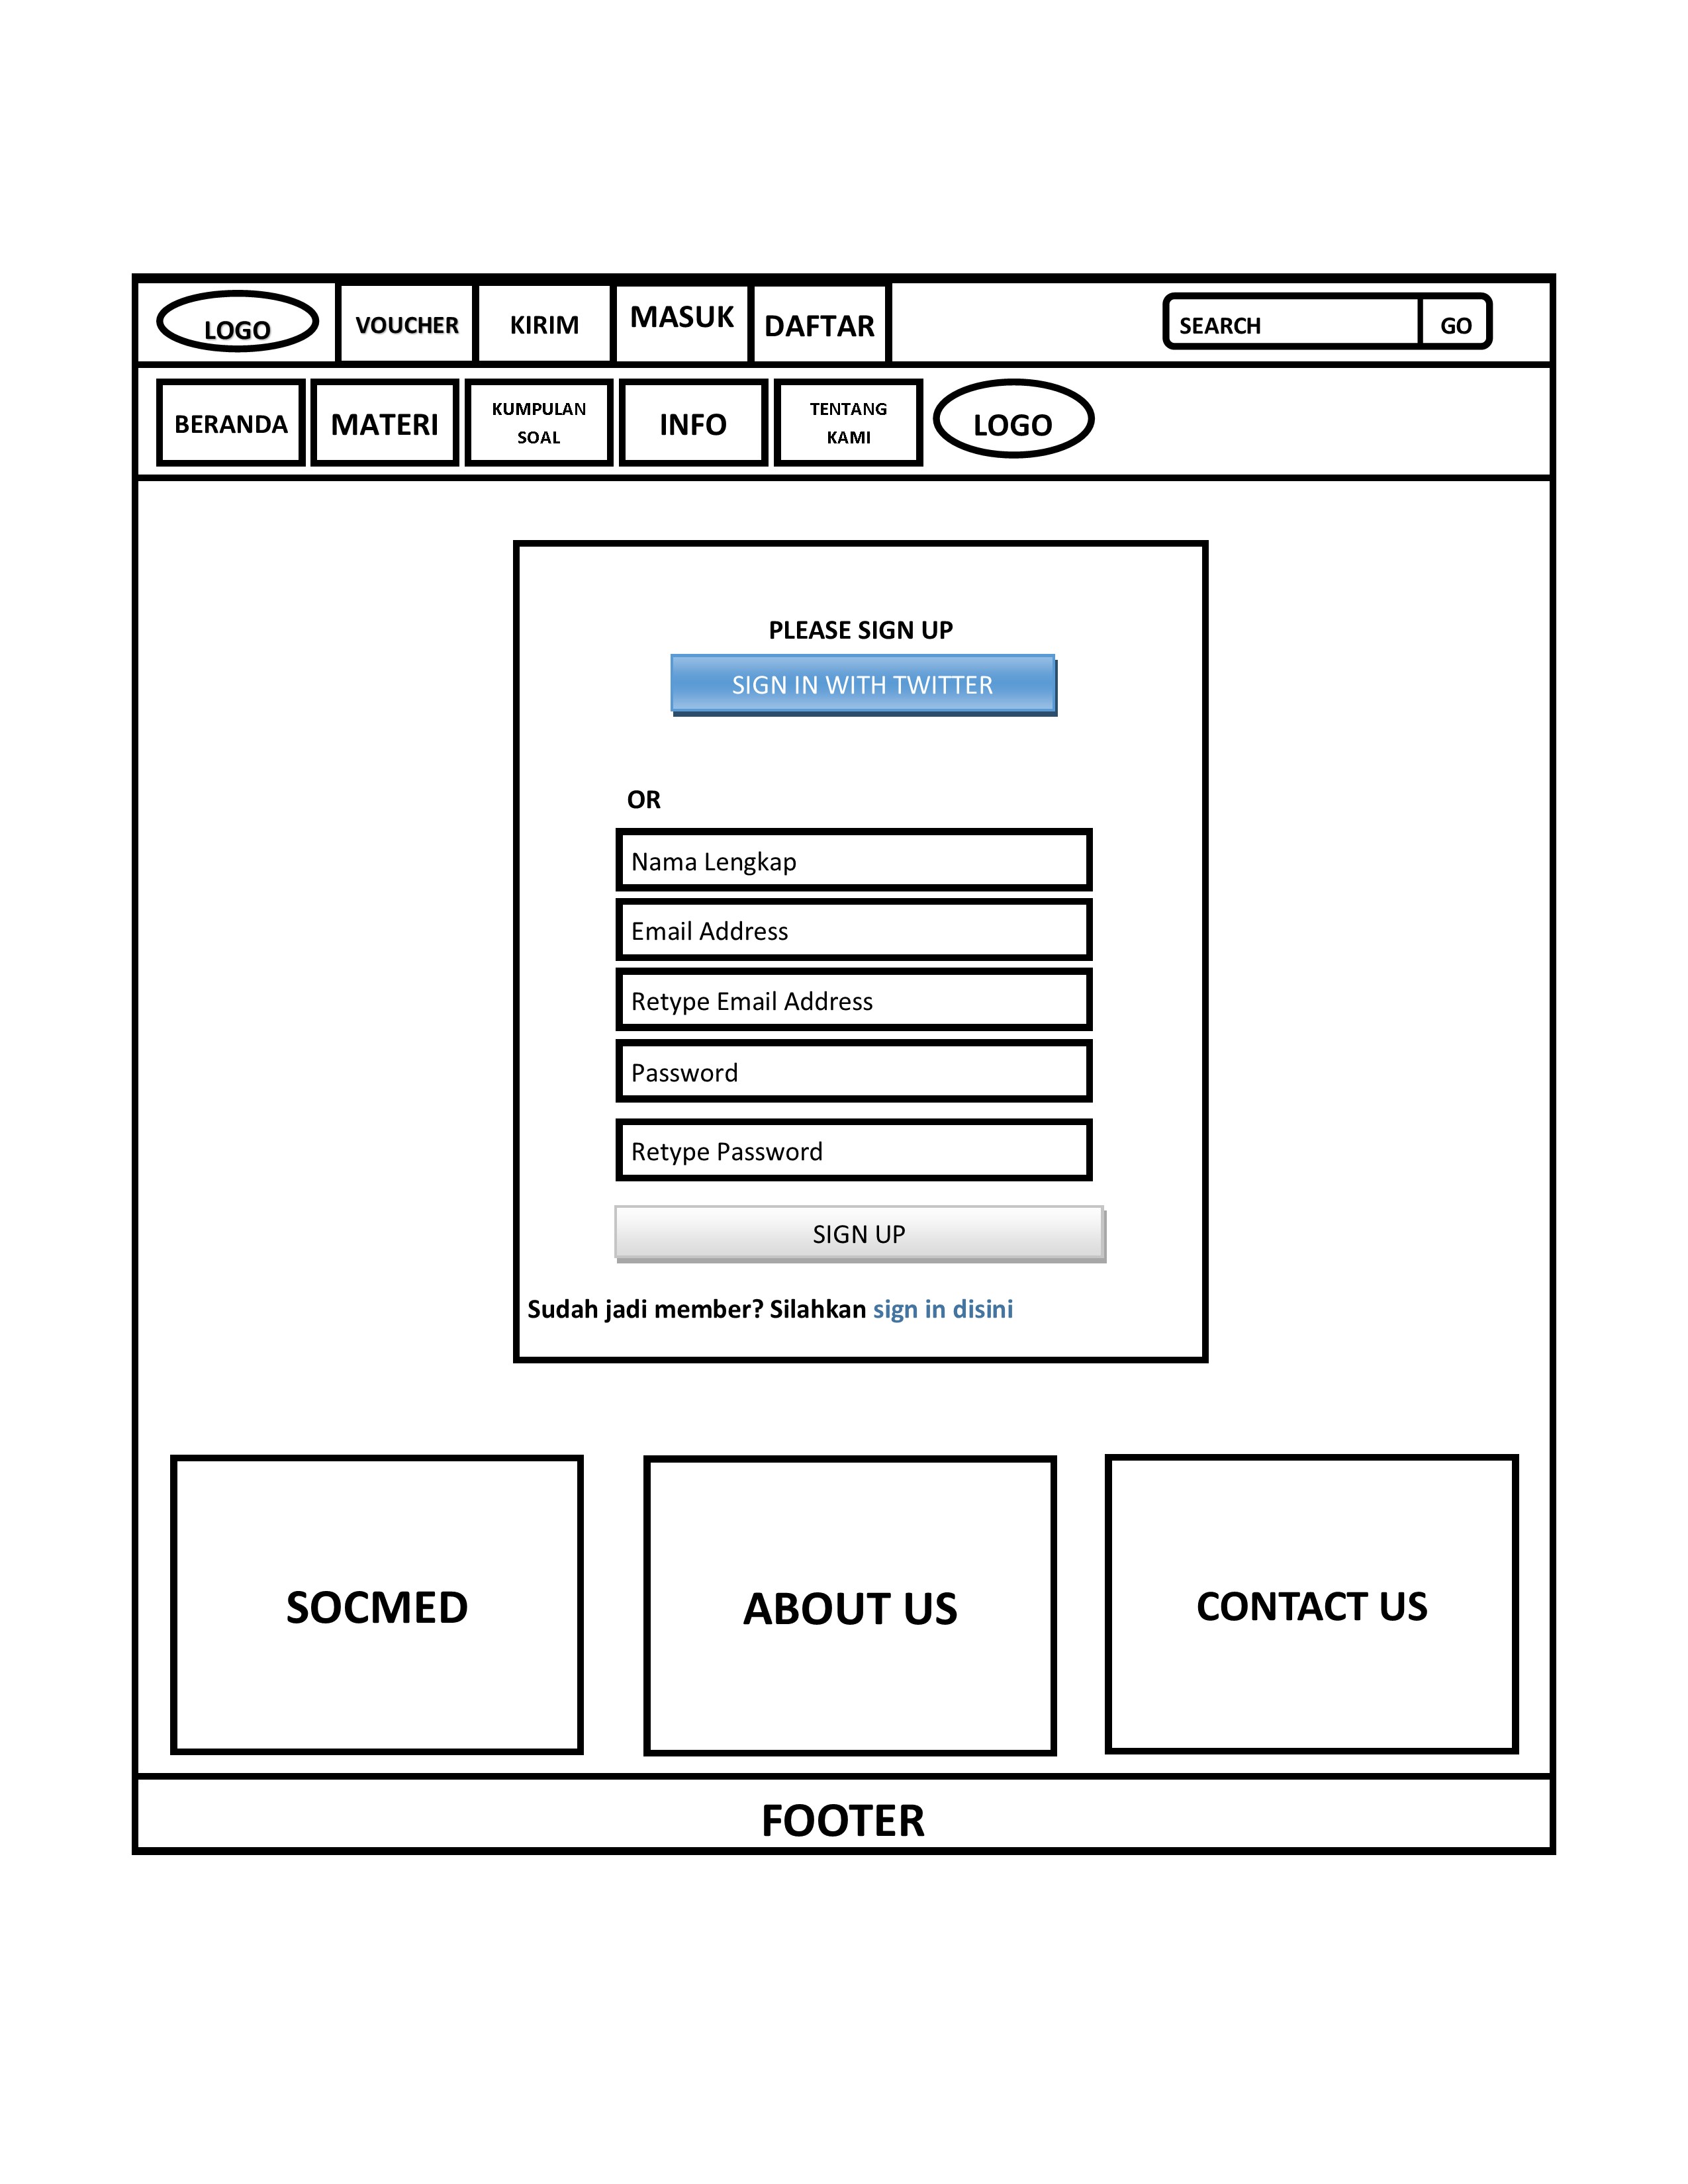 LOGO
VOUCHER
KIRIM
MASUK
DAFTAR
SEARCH
GO
BERANDA
MATERI
KUMPULAN
SOAL
INFO
TENTANG
KAMI
LOGO
PLEASE SIGN UP
SIGN IN WITH TWITTER
OR
Nama Lengkap
Email Address
Retype Email Address
Password
Retype Password
SIGN UP
Sudah jadi member? Silahkan sign in disini
SOCMED
ABOUT US
CONTACT US
FOOTER